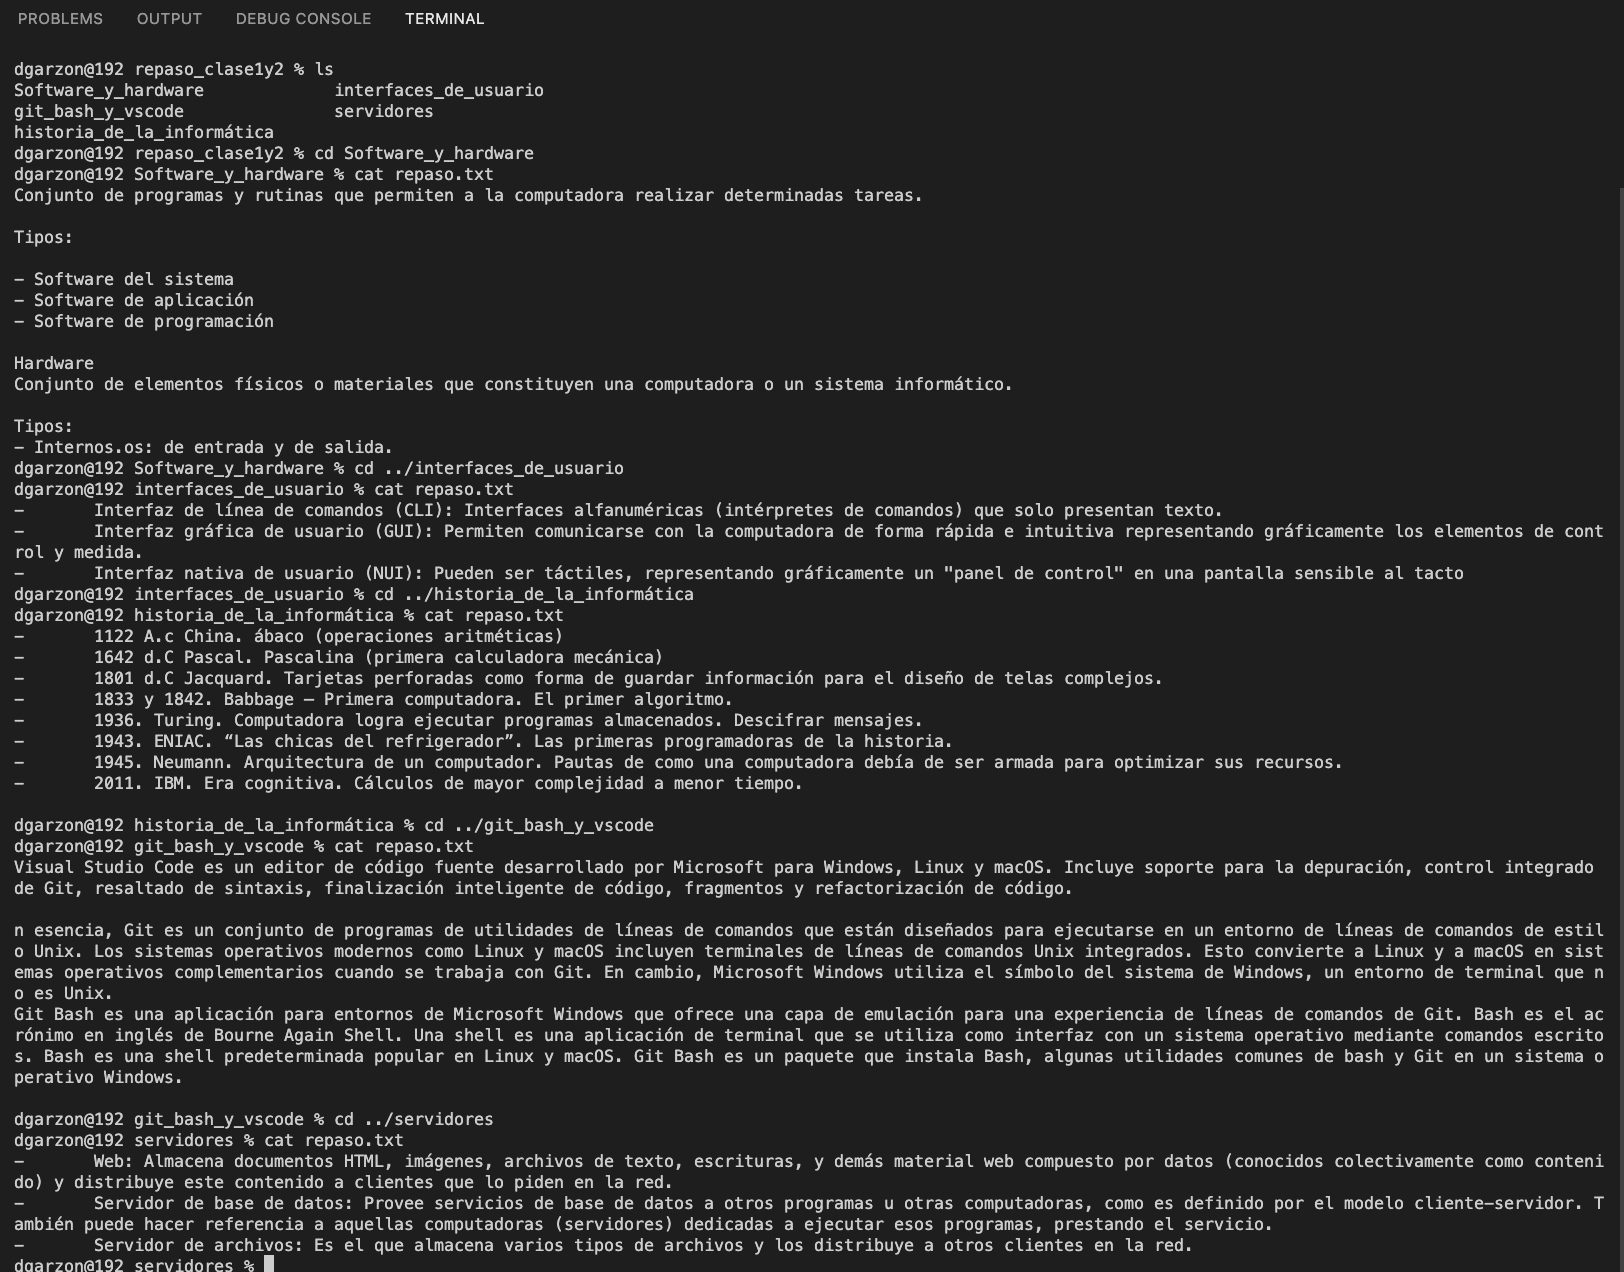 PROBLEMS OUTPUT DEBUG CONSOLE TERMINAL
dgarzon@192 repaso_clase1y2 % ls
Software_y_hardware interfaces_de_usuario
git_bash_y_vscode servidores
historia_de_la_informática
dgarzon@192 repaso_clase1y2 % cd Software_y_hardware
dgarzon@192 Software_y_hardware % cat repaso.txt
Conjunto de programas y rutinas que permiten a la computadora realizar determinadas tareas.
Tipos:
- Software del sistema
- Software de aplicación
- Software de programación
Hardware
Conjunto de elementos físicos o materiales que constituyen una computadora o un sistema informático.
Tipos:
- Internos.os: de entrada y de salida.
dgarzon@192 Software_y_hardware % cd ../interfaces_de_usuario
dgarzon@192 interfaces_de_usuario % cat repaso.txt
- Interfaz de línea de comandos (CLI): Interfaces alfanuméricas (intérpretes de comandos) que solo presentan texto.
- Interfaz gráfica de usuario (GUI): Permiten comunicarse con la computadora de forma rápida e intuitiva representando gráficamente los elementos de cont
rol y medida.
- Interfaz nativa de usuario (NUI): Pueden ser táctiles, representando gráficamente un "panel de control" en una pantalla sensible al tacto
dgarzon@192 interfaces_de_usuario % cd ../historia_de_la_informática
dgarzon@192 historia_de_la_informática % cat repaso.txt
- 1122 A.c China. ábaco (operaciones aritméticas)
- 1642 d.C Pascal. Pascalina (primera calculadora mecánica)
- 1801 d.C Jacquard. Tarjetas perforadas como forma de guardar información para el diseño de telas complejos.
- 1833 y 1842. Babbage – Primera computadora. El primer algoritmo.
- 1936. Turing. Computadora logra ejecutar programas almacenados. Descifrar mensajes.
- 1943. ENIAC. “Las chicas del refrigerador”. Las primeras programadoras de la historia.
- 1945. Neumann. Arquitectura de un computador. Pautas de como una computadora debía de ser armada para optimizar sus recursos.
- 2011. IBM. Era cognitiva. Cálculos de mayor complejidad a menor tiempo.
dgarzon@192 historia_de_la_informática % cd ../git_bash_y_vscode
dgarzon@192 git_bash_y_vscode % cat repaso.txt
Visual Studio Code es un editor de código fuente desarrollado por Microsoft para Windows, Linux y macOS. Incluye soporte para la depuración, control integrado
de Git, resaltado de sintaxis, finalización inteligente de código, fragmentos y refactorización de código.
n esencia, Git es un conjunto de programas de utilidades de líneas de comandos que están diseñados para ejecutarse en un entorno de líneas de comandos de estil
o Unix. Los sistemas operativos modernos como Linux y macOS incluyen terminales de líneas de comandos Unix integrados. Esto convierte a Linux y a macOS en sist
emas operativos complementarios cuando se trabaja con Git. En cambio, Microsoft Windows utiliza el símbolo del sistema de Windows, un entorno de terminal que n
o es Unix.
Git Bash es una aplicación para entornos de Microsoft Windows que ofrece una capa de emulación para una experiencia de líneas de comandos de Git. Bash es el ac
rónimo en inglés de Bourne Again Shell. Una shell es una aplicación de terminal que se utiliza como interfaz con un sistema operativo mediante comandos escrito
s. Bash es una shell predeterminada popular en Linux y macOS. Git Bash es un paquete que instala Bash, algunas utilidades comunes de bash y Git en un sistema o
perativo Windows.
dgarzon@192 git_bash_y_vscode % cd ../servidores
dgarzon@192 servidores % cat repaso.txt
- Web: Almacena documentos HTML, imágenes, archivos de texto, escrituras, y demás material web compuesto por datos (conocidos colectivamente como conteni
do) y distribuye este contenido a clientes que lo piden en la red.
- Servidor de base de datos: Provee servicios de base de datos a otros programas u otras computadoras, como es definido por el modelo cliente-servidor. T
ambién puede hacer referencia a aquellas computadoras (servidores) dedicadas a ejecutar esos programas, prestando el servicio.
- Servidor de archivos: Es el que almacena varios tipos de archivos y los distribuye a otros clientes en la red.
dgarzon@192 servidores %